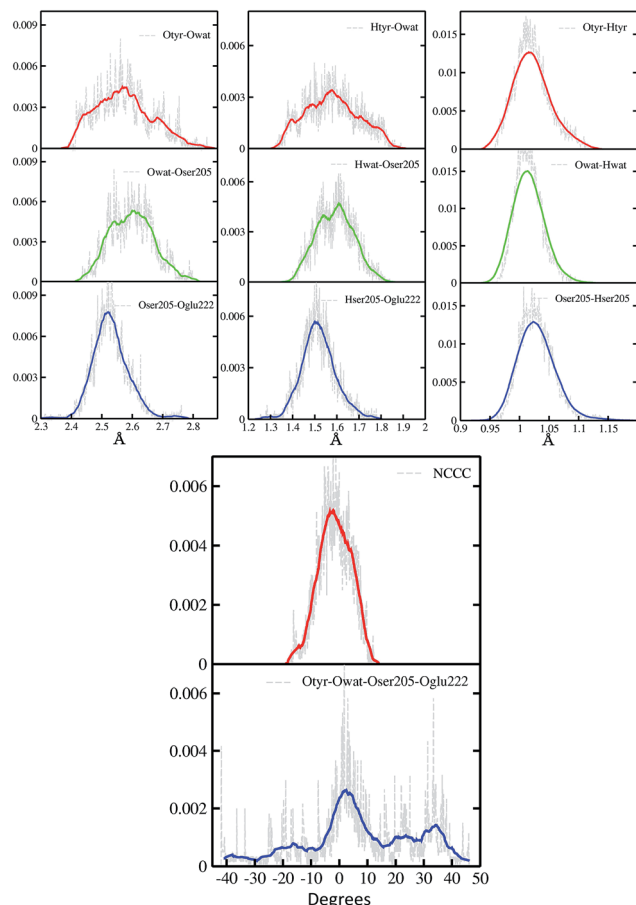 0.009
Otyr-Owat
0.006
0.003
0
0.009
Htyr-Owat
0.006
0.003
0
Otyr-Htyr
0.015
0.01
0.005
0
0.009
Owat-Oser205
0.006
0.003
0
Hwat-Oser205
0.006
0.003
0
Owat-Hwat
0.015
0.01
0.005
0
0.009
Oser205-Oglu222
0.006
0.003
0
Hser205-Oglu222
0.006
0.003
0
Oser205-Hser205
0.015
0.01
0.005
0
2.3 2.4 2.5 2.6 2.7 2.8
1.2 1.3 1.4 1.5 1.6 1.7 1.8 1.9 2
0.9 0.95 1 1.05 1.1 1.15
Å Å Å
NCCC
0.006
0.004
0.002
0
Otyr-Owat-Oser205-Oglu222
0.006
0.004
0.002
0
-40 -30 -20 -10 0 10 20 30 40 50
Degrees